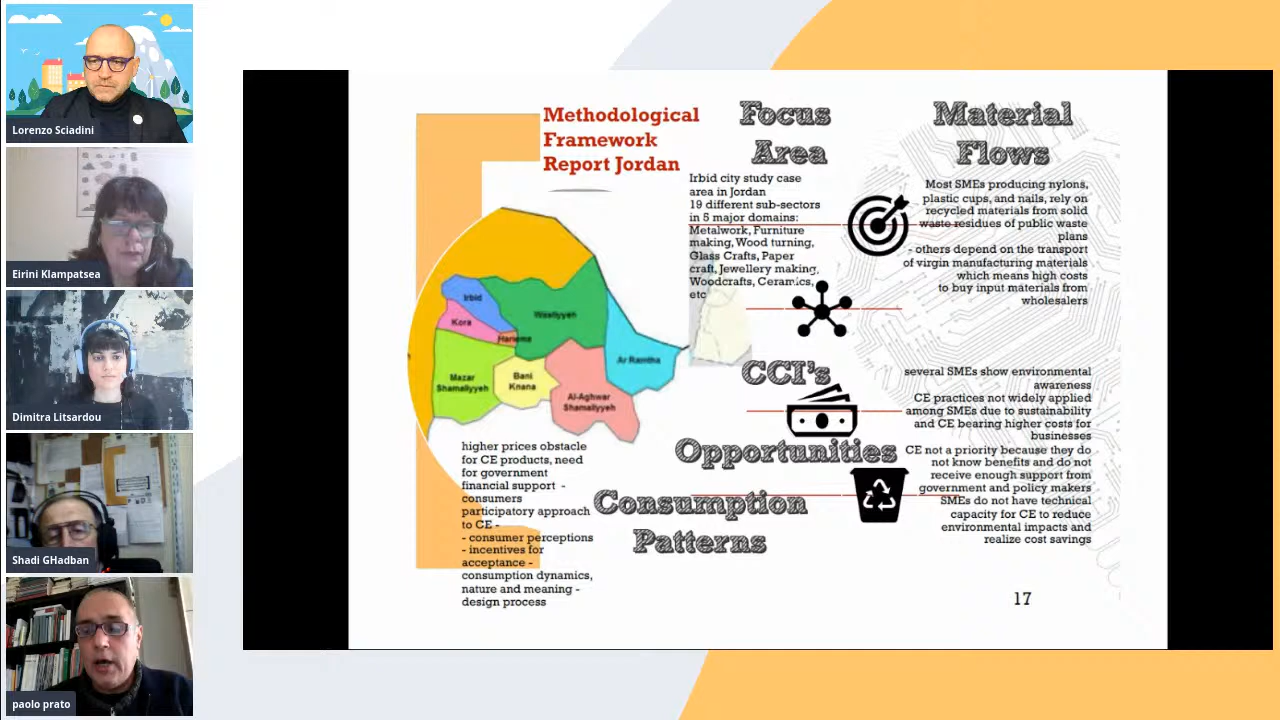 Lorenzo Sciadini
Eirini Klampatsea
Dimitra Litsardou
Shadi GHadban
paolo prato
Methodological
Framework
Report Jordan
Focus
Area
Irbid city study case
area in Jordan
19 different sub-sectors
in 5 major domains:
Metalwork, Furniture
making, Wood turning,
Glass Crafts, Paper
craft, Jewellery making,
Woodcrafts, Ceramics,
etc
Material
Flows
Most SMEs producing nylons,
plastic cups, and nails, rely on
recycled materials from solid
waste residues of public waste
plans
- others depend on the transport
of virgin manufacturing materials
which means high costs
to buy input materials from
wholesalers
Irbid
Kora
Wastiyyeh
Harieme
Ar Ramtha
Mazar
Shamaliyyeh
Bani
Knana
Al-Aghwar
Shamaliyyeh
CCI's
Opportunities
several SMEs show environmental
awareness
CE practices not widely applied
among SMEs due to sustainability
and CE bearing higher costs for
businesses
CE not a priority because they do
not know benefits and do not
receive enough support from
government and policy makers
SMEs do not have technical
capacity for CE to reduce
environmental impacts and
realize cost savings
Consumption
Patterns
higher prices obstacle
for CE products, need
for government
financial support -
consumers
participatory approach
to CE -
- consumer perceptions
- incentives for
acceptance -
consumption dynamics,
nature and meaning -
design process
17